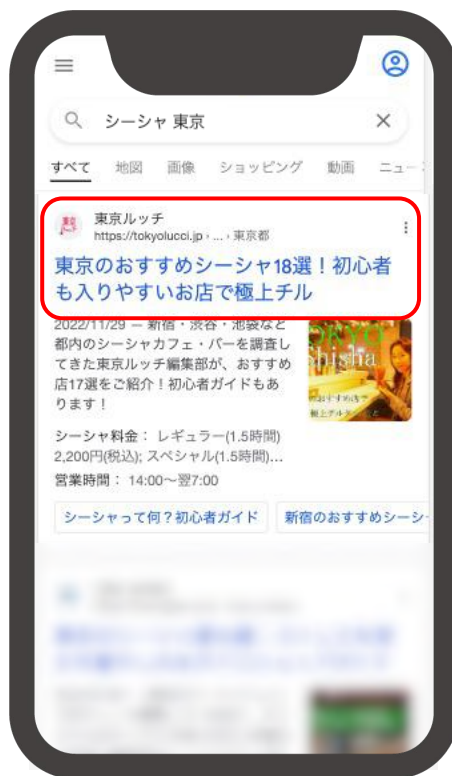 シーシャ 東京
すべて 地図 画像 ショッピング 動画 ニュース
東京ルッチ
https://tokyolucci.jp › ... › 東京都
東京のおすすめシーシャ18選！初心者
も入りやすいお店で極上チル
2022/11/29 — 新宿・渋谷・池袋など
都内のシーシャカフェ・バーを調査し
てきた東京ルッチ編集部が、おすすめ
店17選をご紹介！初心者ガイドもあ
ります！
TOKYO
shisha
シーシャ料金： レギュラー(1.5時間)
2,200円(税込); スペシャル(1.5時間)...
営業時間： 14:00〜翌7:00
シーシャって何？初心者ガイド 新宿のおすすめシーシ